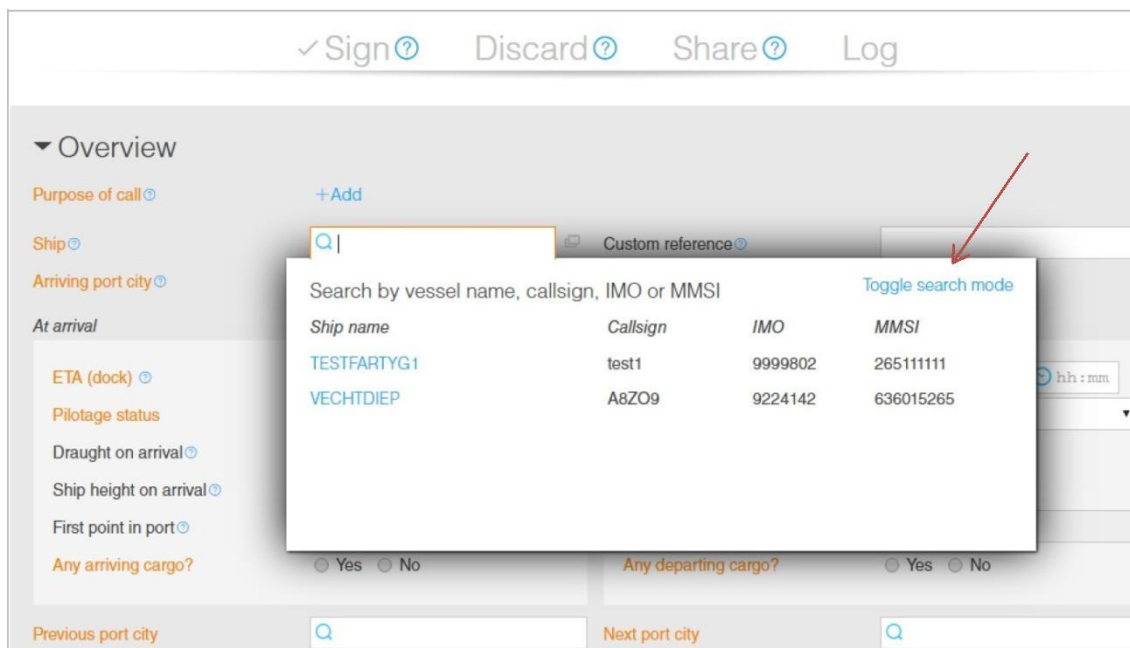 Sign? Discard? Share? Log
Overview
Purpose of call? +Add
Ship? Custom reference?
Arriving port city?
Search by vessel name, callsign, IMO or MMSI Toggle search mode
At arrival
Ship name Callsign IMO MMSI
TESTFARTYG1 test1 9999802 265111111
ETA (dock) ? hh:mm
VECHTDIEP A8ZO9 9224142 636015265
Pilotage status
Draught on arrival?
Ship height on arrival?
First point in port?
Any arriving cargo? Yes No Any departing cargo? Yes No
Previous port city Next port city